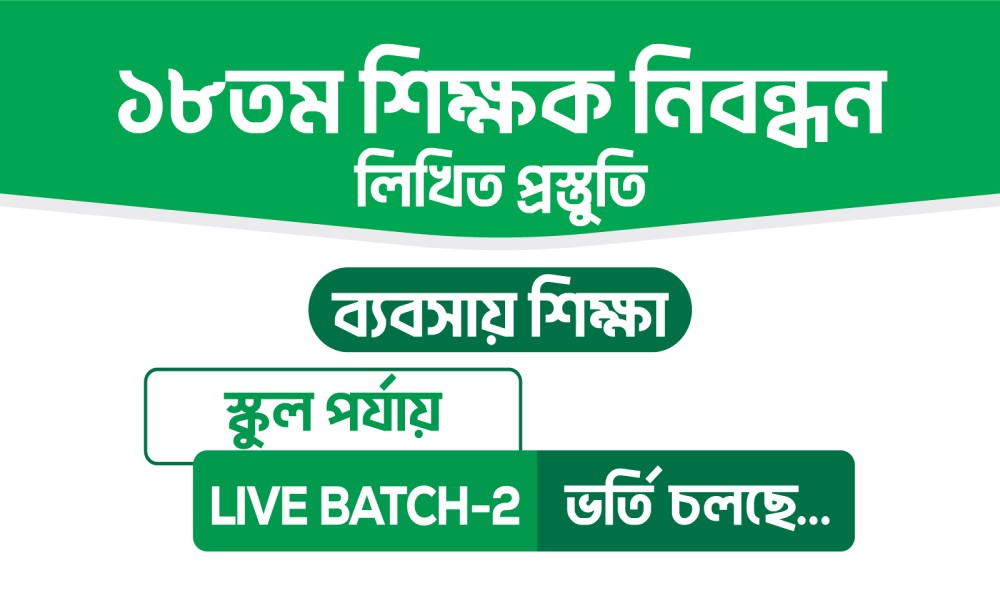 ১৮তম শিক্ষক নিবন্ধন
লিখিত প্রস্তুতি
ব্যবসায় শিক্ষা
স্কুল পর্যায়
LIVE BATCH-2 ভর্তি চলছে...